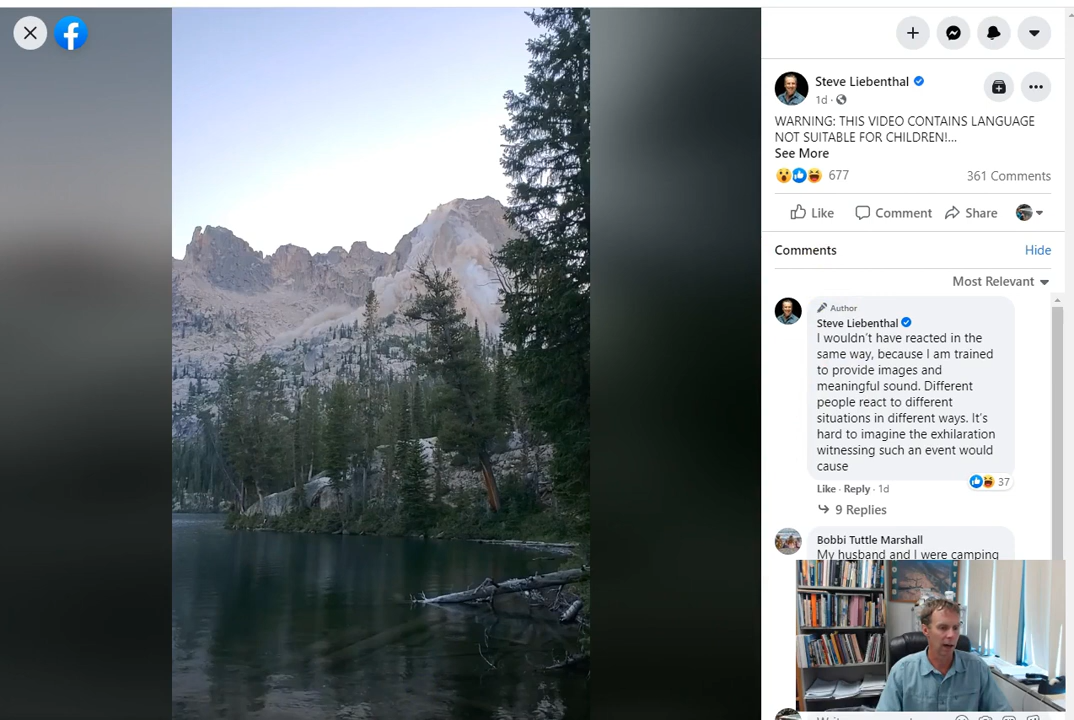 Steve Liebenthal
1d ·
WARNING: THIS VIDEO CONTAINS LANGUAGE
NOT SUITABLE FOR CHILDREN!...
See More
677
361 Comments
Like
Comment
Share
Comments
Hide
Most Relevant
Author
Steve Liebenthal
I wouldn't have reacted in the
same way, because I am trained
to provide images and
meaningful sound. Different
people react to different
situations in different ways. It's
hard to imagine the exhilaration
witnessing such an event would
cause
37
Like · Reply · 1d
9 Replies
Bobbi Tuttle Marshall
My husband and I were camping